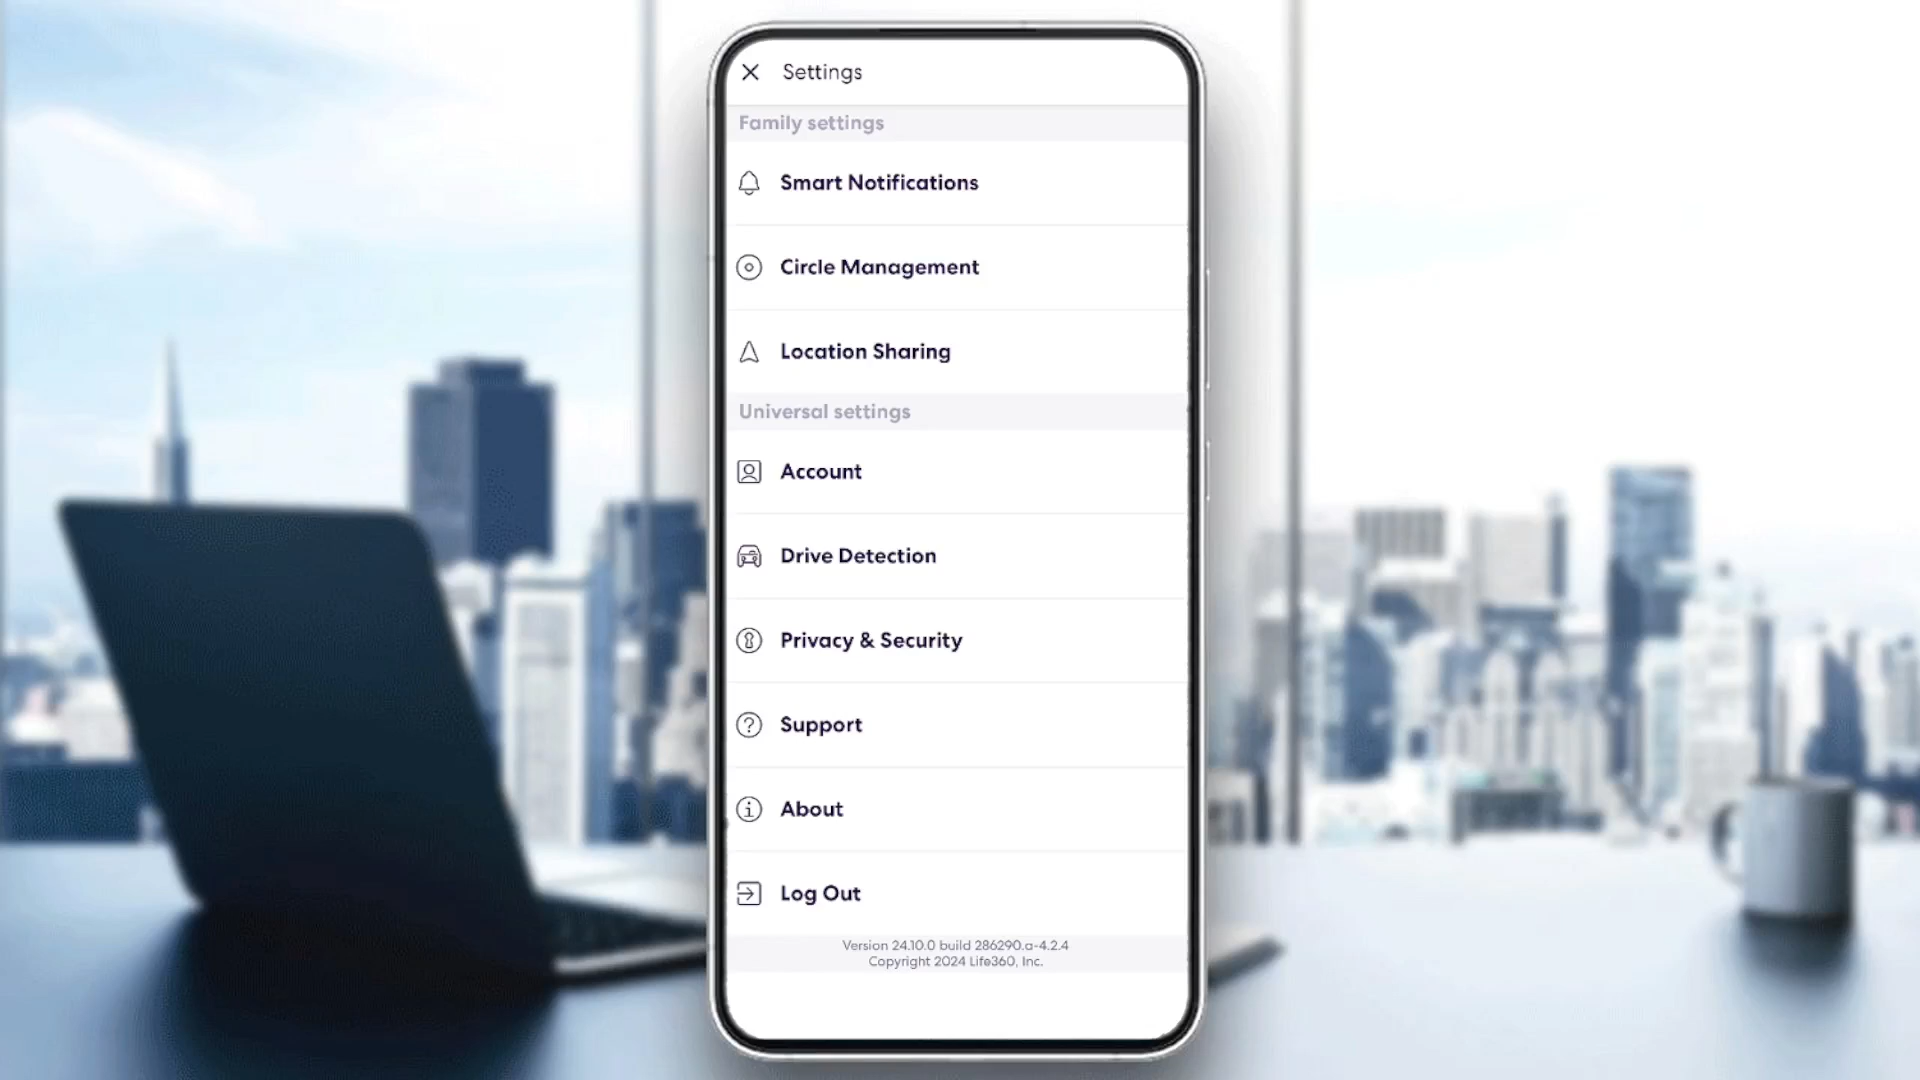 Settings
Family settings
Smart Notifications
Circle Management
Location Sharing
Universal settings
Account
Drive Detection
Privacy & Security
Support
About
Log Out
Version 24.10.0 build 286290.a-4.2.4
Copyright 2024 Life360, Inc.